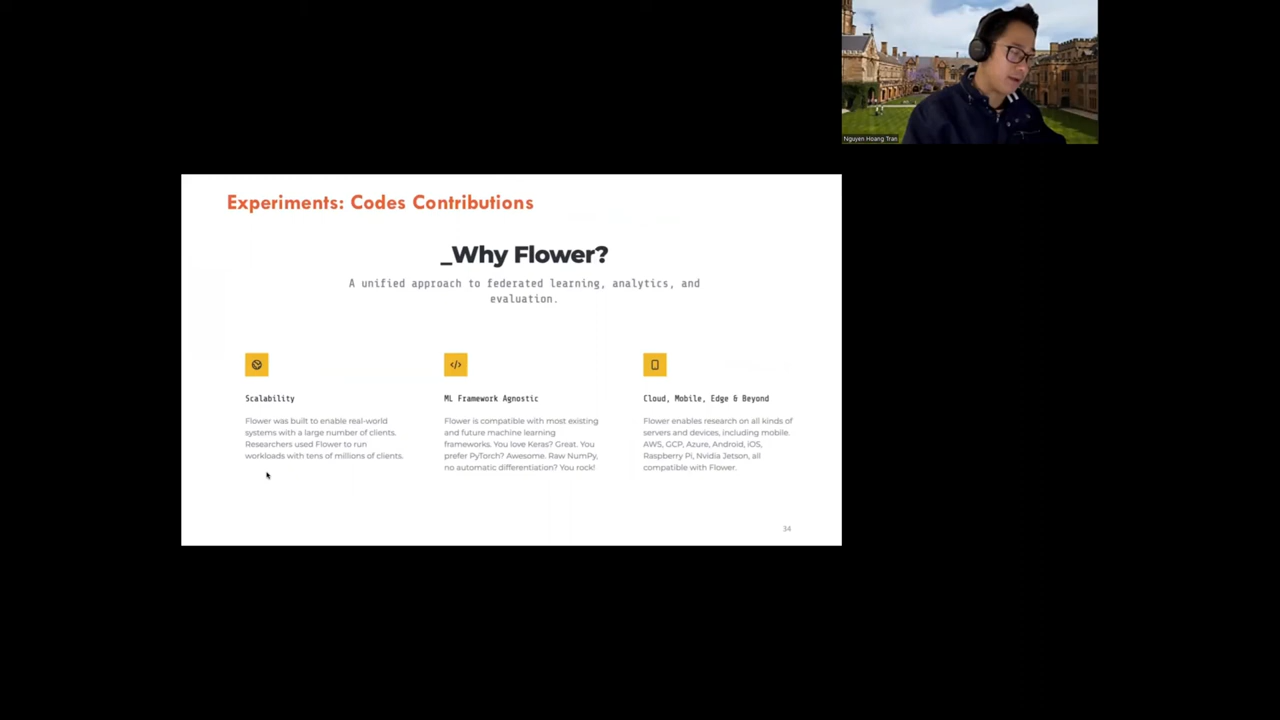 Nguyen Hoang Tran
Experiments: Codes Contributions
_Why Flower?
A unified approach to federated learning, analytics, and
evaluation.
Scalability
Flower was built to enable real-world
systems with a large number of clients.
Researchers used Flower to run
workloads with tens of millions of clients.
</>
ML Framework Agnostic
Flower is compatible with most existing
and future machine learning
frameworks. You love Keras? Great. You
prefer PyTorch? Awesome. Raw NumPy,
no automatic differentiation? You rock!
Cloud, Mobile, Edge & Beyond
Flower enables research on all kinds of
servers and devices, including mobile.
AWS, GCP, Azure, Android, iOS,
Raspberry Pi, Nvidia Jetson, all
compatible with Flower.
34